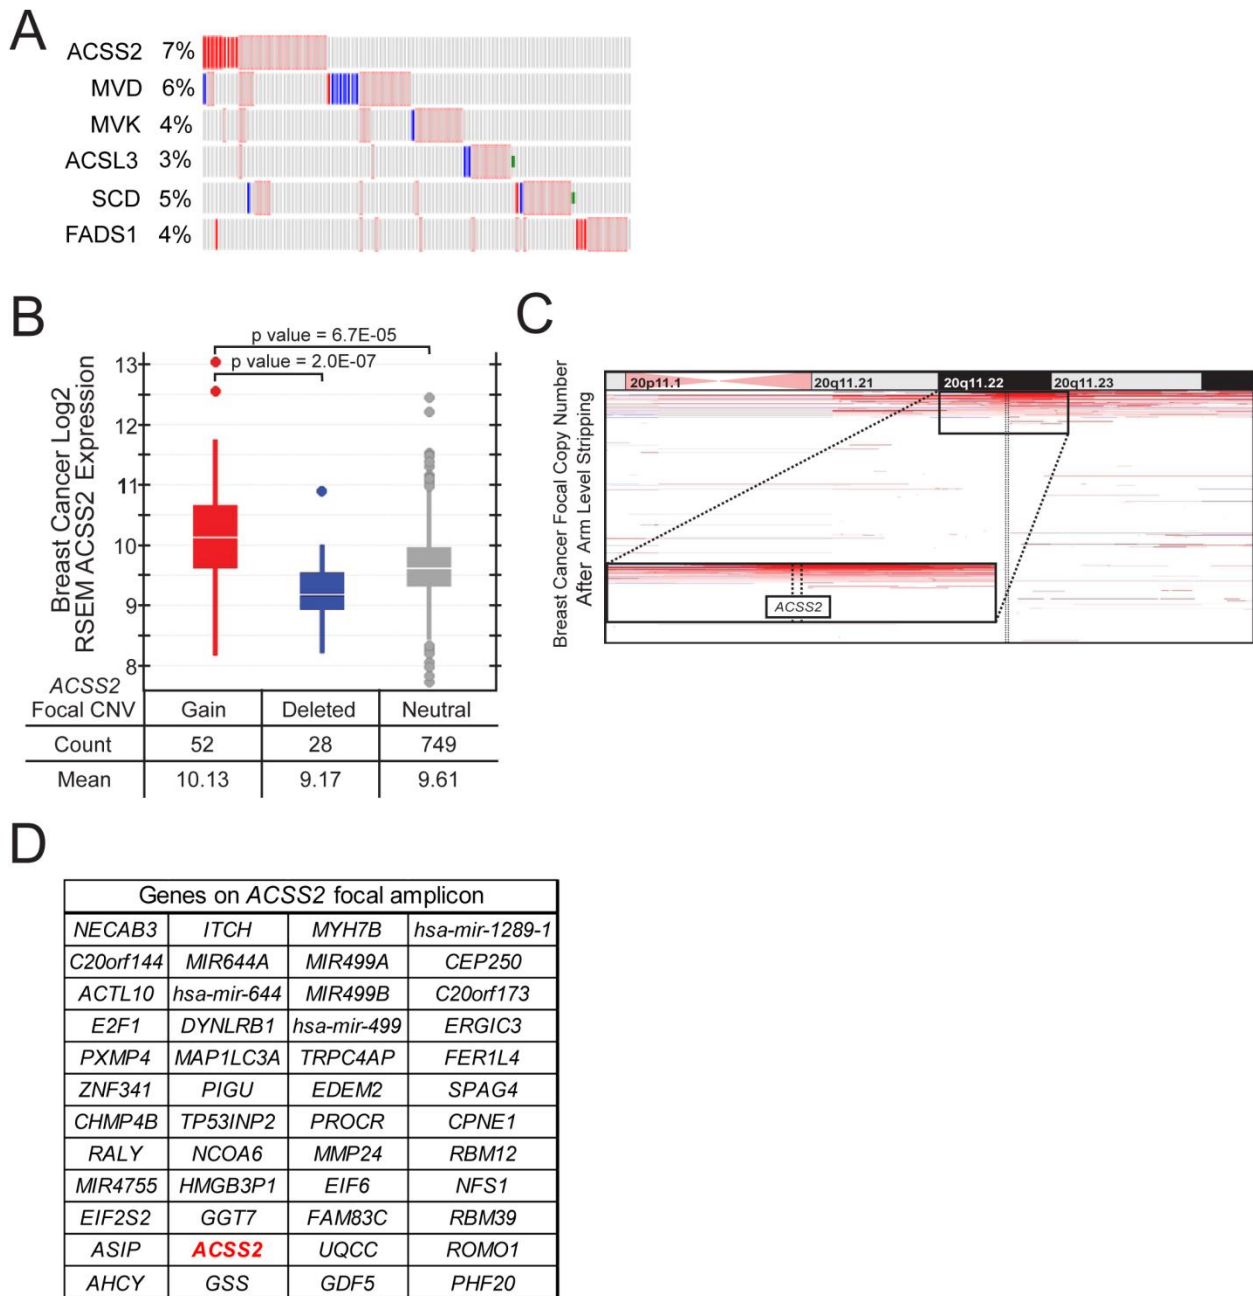 A
ACSS2 7%
MVD 6%
MVK 4%
ACSL3 3%
SCD 5%
FADS1 4%
B
Breast Cancer Log2
RSEM ACSS2 Expression
p value = 6.7E-05
p value = 2.0E-07
13
12
11
10
9
8
ACSS2
Focal CNV Gain Deleted Neutral
Count 52 28 749
Mean 10.13 9.17 9.61
C
Breast Cancer Focal Copy Number
After Arm Level Stripping
20p11.1 20q11.21 20q11.22 20q11.23
ACSS2
D
Genes on ACSS2 focal amplicon
NECAB3 ITCH MYH7B hsa-mir-1289-1
C20orf144 MIR644A MIR499A CEP250
ACTL10 hsa-mir-644 MIR499B C20orf173
E2F1 DYNLRB1 hsa-mir-499 ERGIC3
PXMP4 MAP1LC3A TRPC4AP FER1L4
ZNF341 PIGU EDEM2 SPAG4
CHMP4B TP53INP2 PROCR CPNE1
RALY NCOA6 MMP24 RBM12
MIR4755 HMGB3P1 EIF6 NFS1
EIF2S2 GGT7 FAM83C RBM39
ASIP ACSS2 UQCC ROMO1
AHCY GSS GDF5 PHF20